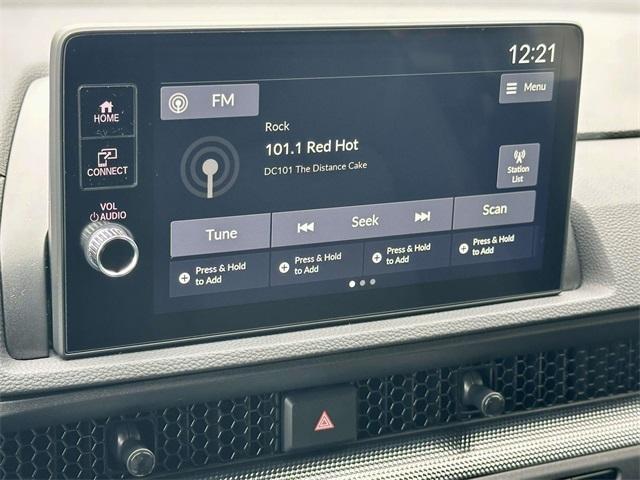 12:21
FM
Menu
HOME
Rock
101.1 Red Hot
DC101 The Distance Cake
CONNECT
Station
List
VOL
AUDIO
Tune
Seek
Scan
Press & Hold
to Add
Press & Hold
to Add
Press & Hold
to Add
Press & Hold
to Add